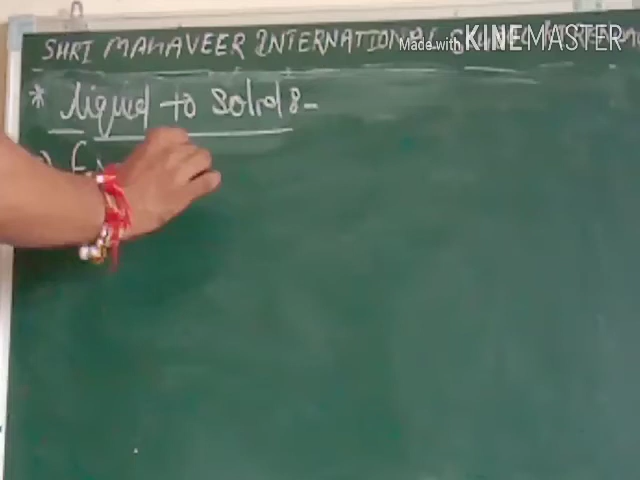 SHRI MAHAVEER INTERNATIONAL
Made with KINEMASTER
* liquid to solid :-